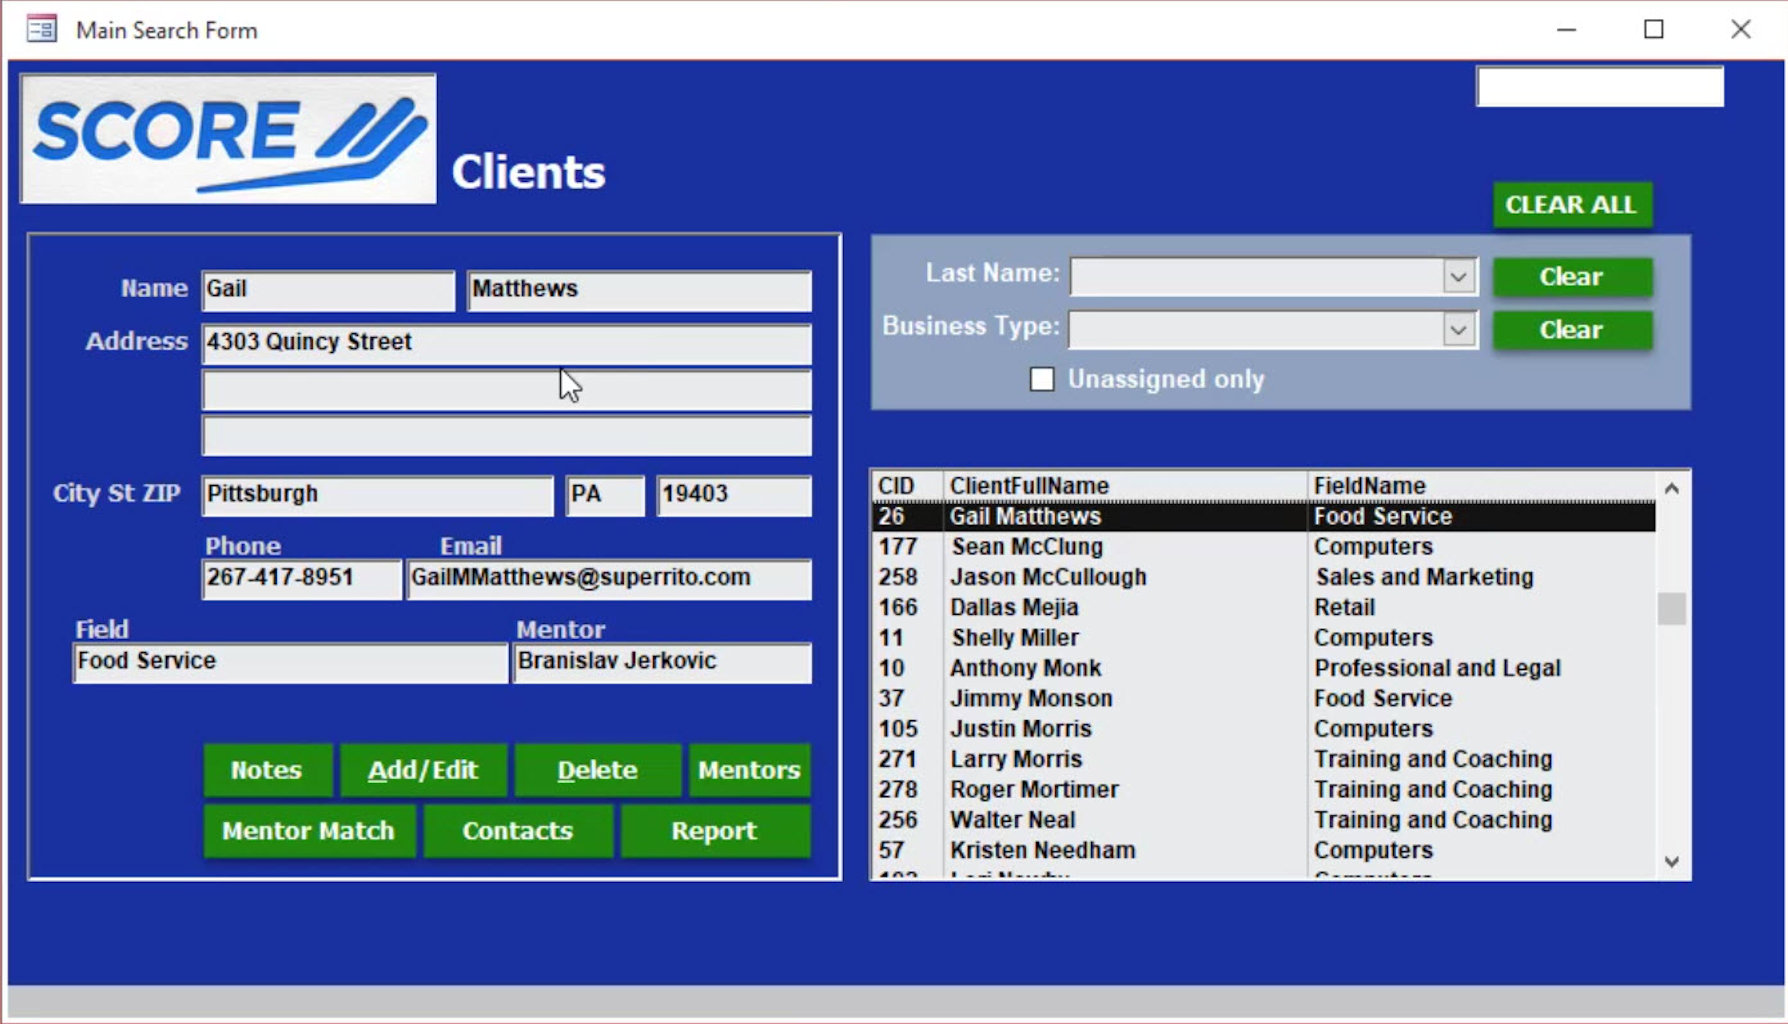 Main Search Form
SCORE
Clients
CLEAR ALL
Name Gail Matthews
Address 4303 Quincy Street
City St ZIP Pittsburgh PA 19403
Phone Email
267-417-8951 GailMMatthews@superrito.com
Field Mentor
Food Service Branislav Jerkovic
Notes Add/Edit Delete Mentors
Mentor Match Contacts Report
Last Name: Clear
Business Type: Clear
Unassigned only
CID ClientFullName FieldName
26 Gail Matthews Food Service
177 Sean McClung Computers
258 Jason McCullough Sales and Marketing
166 Dallas Mejia Retail
11 Shelly Miller Computers
10 Anthony Monk Professional and Legal
37 Jimmy Monson Food Service
105 Justin Morris Computers
271 Larry Morris Training and Coaching
278 Roger Mortimer Training and Coaching
256 Walter Neal Training and Coaching
57 Kristen Needham Computers